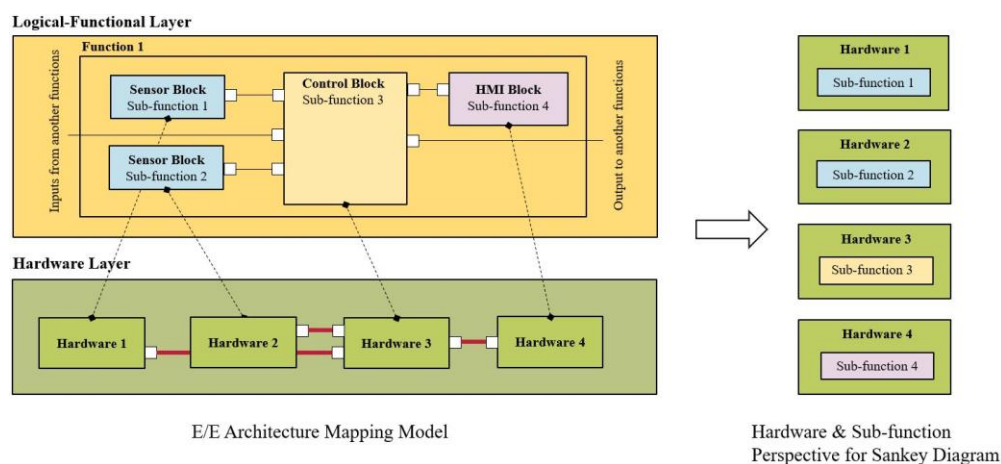 Logical-Functional Layer
Function 1
Inputs from another functions
Sensor Block
Sub-function 1
Sensor Block
Sub-function 2
Control Block
Sub-function 3
HMI Block
Sub-function 4
Output to another functions
Hardware Layer
Hardware 1
Hardware 2
Hardware 3
Hardware 4
E/E Architecture Mapping Model
Hardware 1
Sub-function 1
Hardware 2
Sub-function 2
Hardware 3
Sub-function 3
Hardware 4
Sub-function 4
Hardware & Sub-function
Perspective for Sankey Diagram